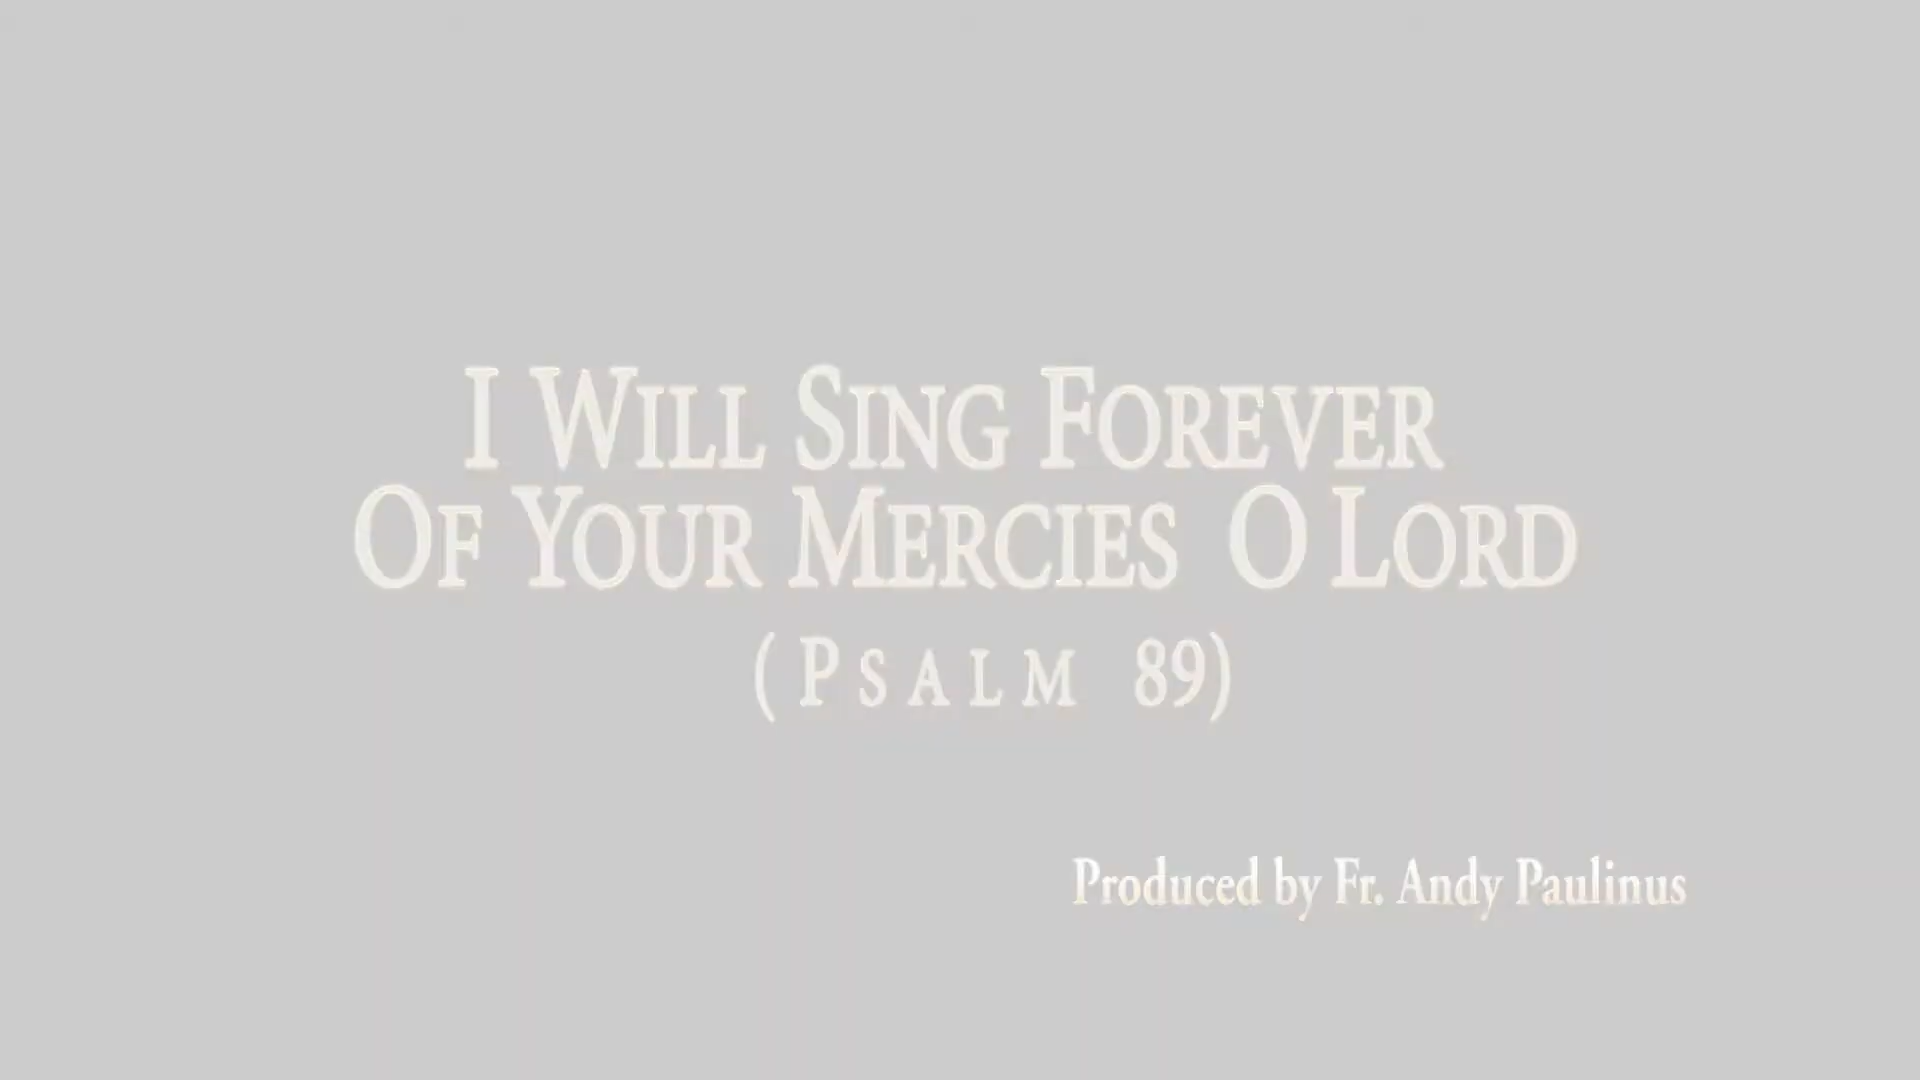 I Will Sing Forever
Of Your Mercies O Lord
(Psalm 89)
Produced by Fr. Andy Paulinus